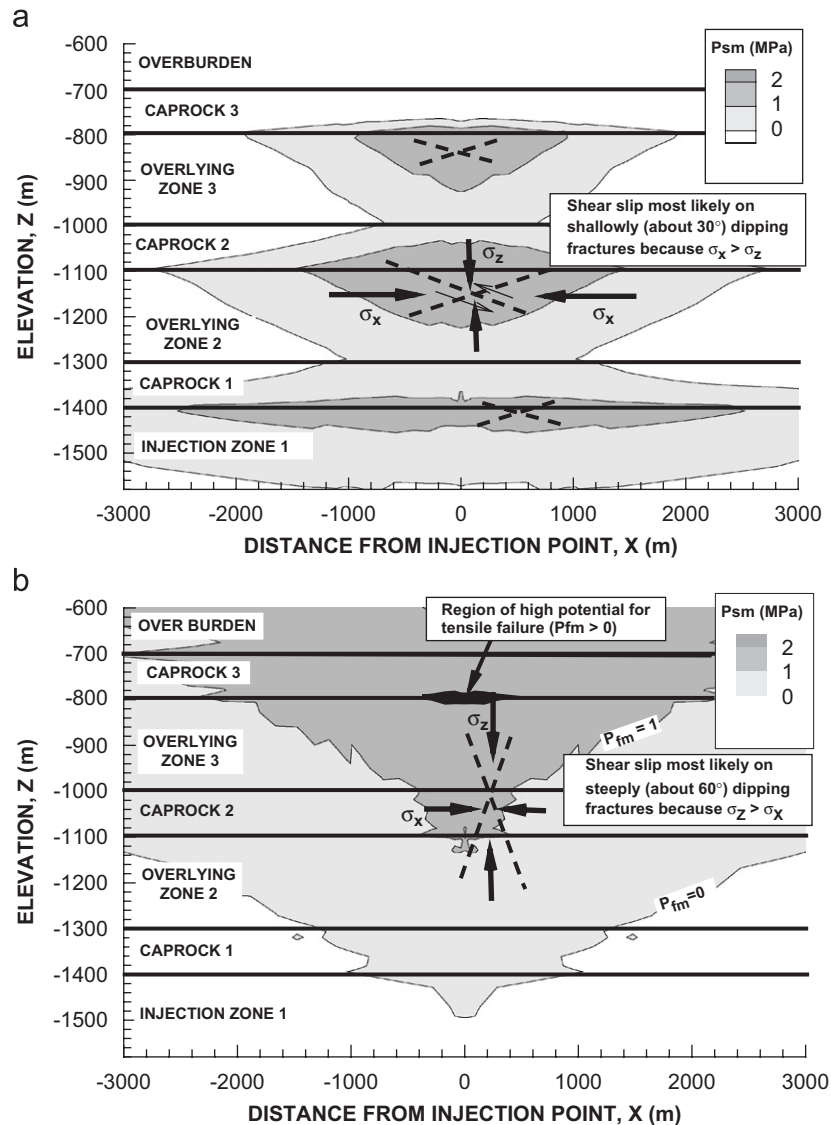 a
Psm (MPa)
2
1
0
-600
-700
-800
-900
-1000
-1100
-1200
-1300
-1400
-1500
ELEVATION, Z (m)
OVERBURDEN
CAPROCK 3
OVERLYING
ZONE 3
CAPROCK 2
Shear slip most likely on
shallowly (about 30°) dipping
fractures because σx > σz
σz
σx
σx
OVERLYING
ZONE 2
CAPROCK 1
INJECTION ZONE 1
-3000
-2000
-1000
0
1000
2000
3000
DISTANCE FROM INJECTION POINT, X (m)
b
Psm (MPa)
2
1
0
-600
-700
-800
-900
-1000
-1100
-1200
-1300
-1400
-1500
ELEVATION, Z (m)
Region of high potential for
tensile failure (Pfm > 0)
OVER BURDEN
CAPROCK 3
σz
OVERLYING
ZONE 3
Pfm = 1
Shear slip most likely on
steeply (about 60°) dipping
fractures because σz > σx
CAPROCK 2
σx
OVERLYING
ZONE 2
Pfm=0
CAPROCK 1
INJECTION ZONE 1
-3000
-2000
-1000
0
1000
2000
3000
DISTANCE FROM INJECTION POINT, X (m)